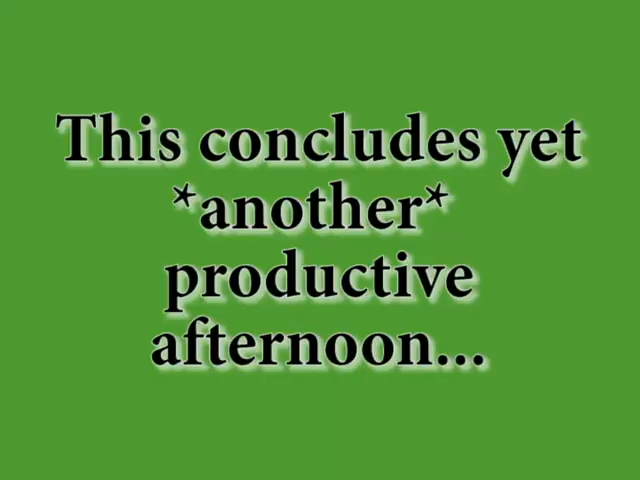 This concludes yet
*another*
productive
afternoon...